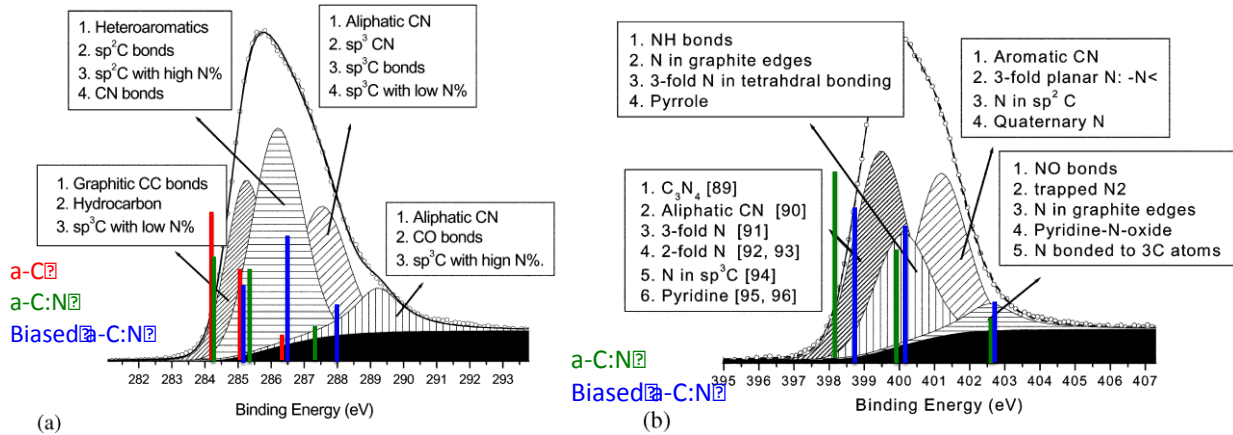 1. Heteroaromatics
2. sp²C bonds
3. sp²C with high N%
4. CN bonds
1. Aliphatic CN
2. sp³ CN
3. sp³C bonds
4. sp³C with low N%
1. Graphitic CC bonds
2. Hydrocarbon
3. sp³C with low N%
1. Aliphatic CN
2. CO bonds
3. sp³C with hign N%.
a-C
a-C:N
Biased a-C:N
282 284 285 286 287 288 289 290 291 292 293
Binding Energy (eV)
(a)
1. NH bonds
2. N in graphite edges
3. 3-fold N in tetrahdral bonding
4. Pyrrole
1. Aromatic CN
2. 3-fold planar N: -N<
3. N in sp² C
4. Quaternary N
1. C₃N₄ [89]
2. Aliphatic CN [90]
3. 3-fold N [91]
4. 2-fold N [92, 93]
5. N in sp³C [94]
6. Pyridine [95, 96]
1. NO bonds
2. trapped N2
3. N in graphite edges
4. Pyridine-N-oxide
5. N bonded to 3C atoms
a-C:N
Biased a-C:N
395 396 397 398 399 400 401 402 402 404 405 406 407
Binding Energy (eV)
(b)